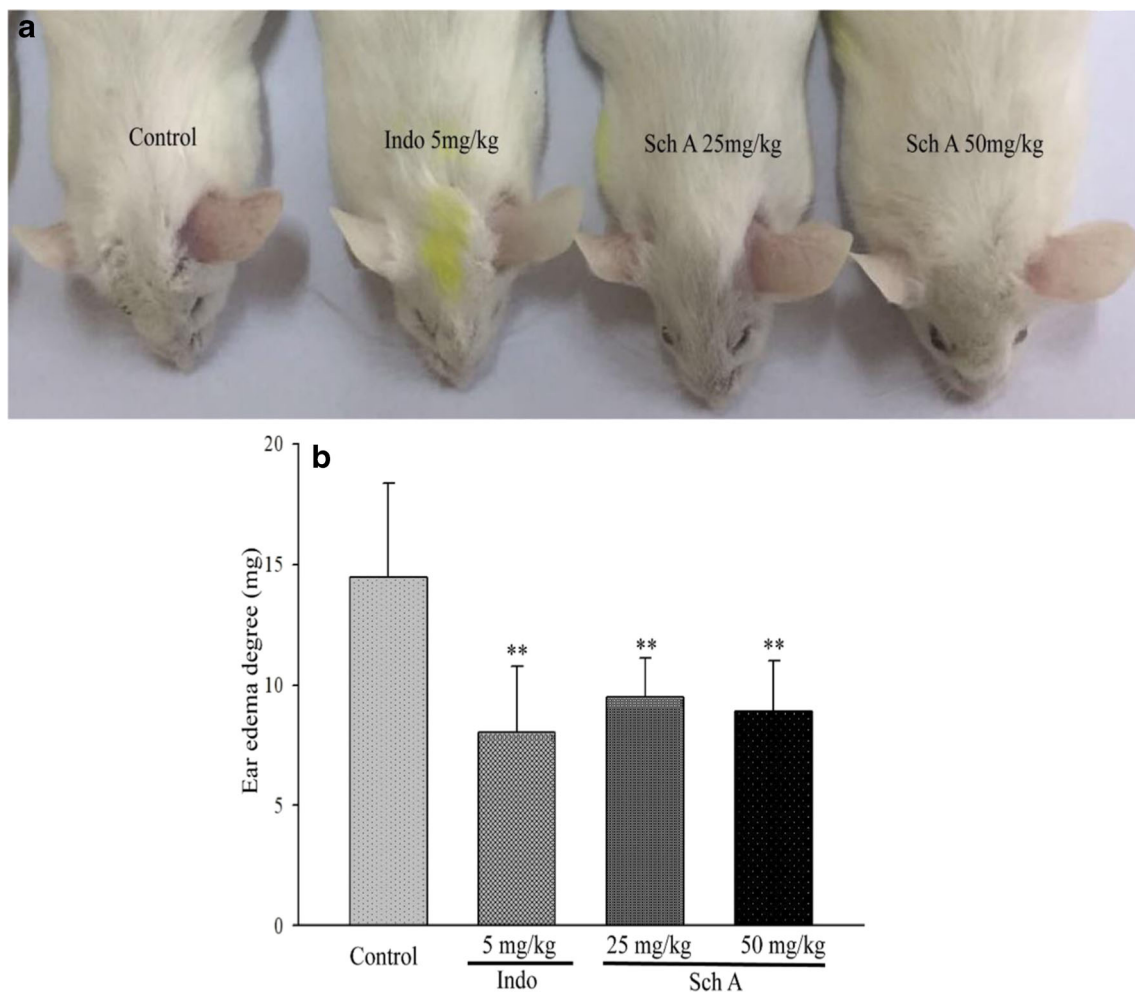 a
Control
Indo 5mg/kg
Sch A 25mg/kg
Sch A 50mg/kg
b
20
15
10
5
0
Ear edema degree (mg)
**
**
**
Control
5 mg/kg
25 mg/kg
50 mg/kg
Indo
Sch A